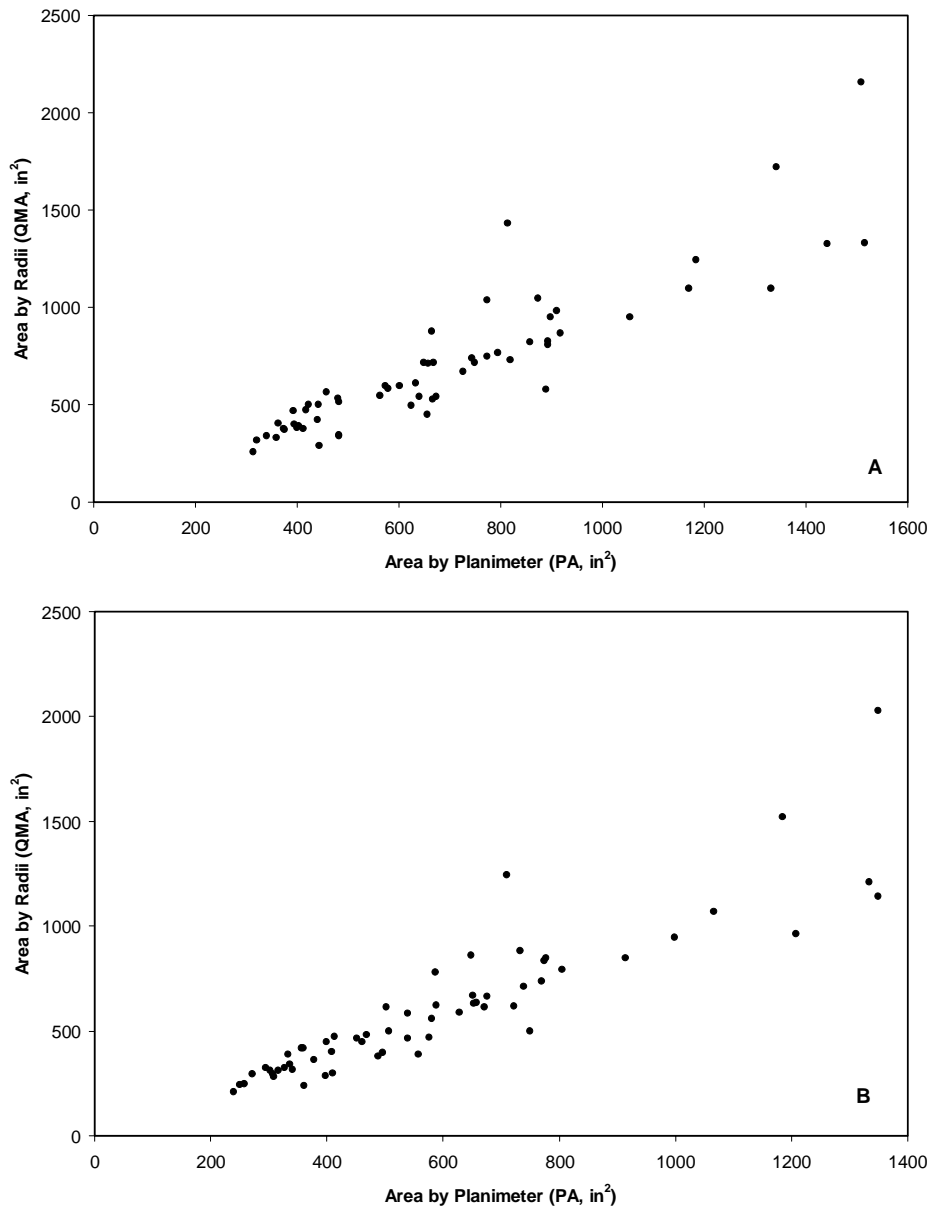 2500
2000
1500
1000
500
0
Area by Radii (QMA, in²)
A
0 200 400 600 800 1000 1200 1400 1600
Area by Planimeter (PA, in²)
2500
2000
1500
1000
500
0
Area by Radii (QMA, in²)
B
0 200 400 600 800 1000 1200 1400
Area by Planimeter (PA, in²)